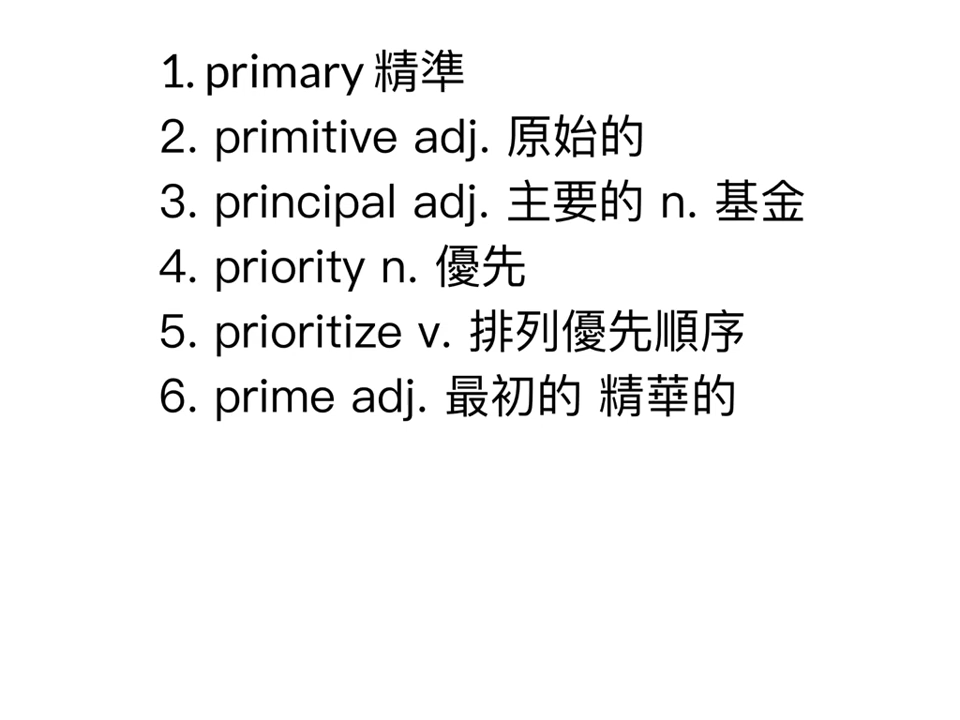 1. primary 精準
2. primitive adj. 原始的
3. principal adj. 主要的 n. 基金
4. priority n. 優先
5. prioritize v. 排列優先順序
6. prime adj. 最初的 精華的